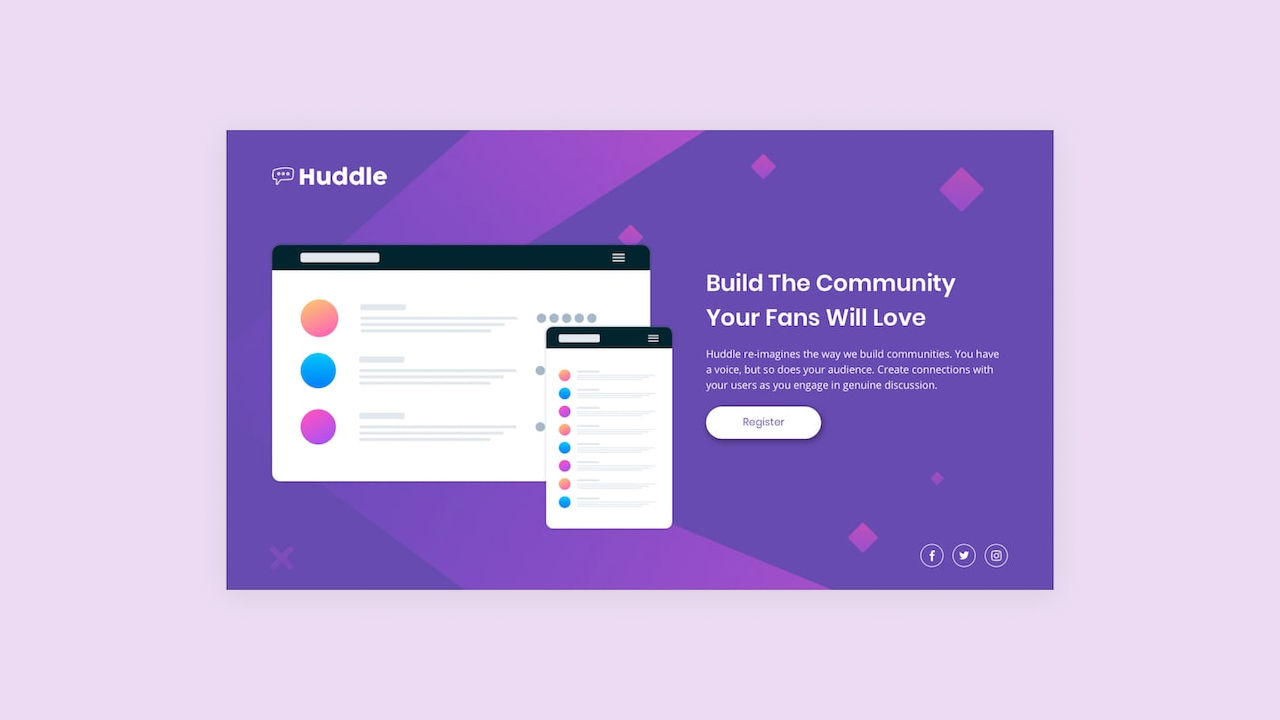 Huddle
Build The Community
Your Fans Will Love
Huddle re-imagines the way we build communities. You have
a voice, but so does your audience. Create connections with
your users as you engage in genuine discussion.
Register